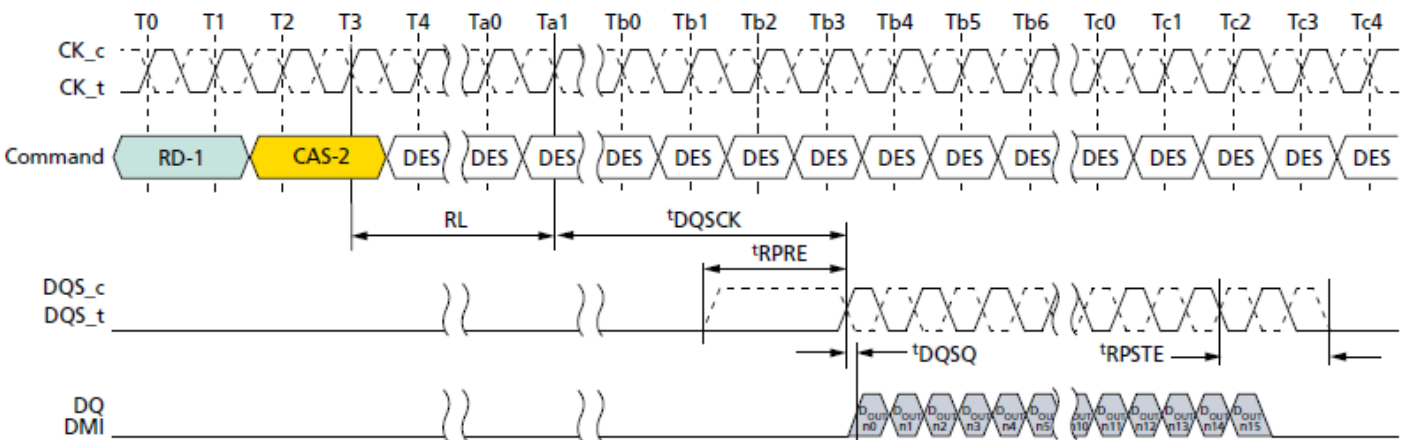 T0 T1 T2 T3 T4 Ta0 Ta1 Tb0 Tb1 Tb2 Tb3 Tb4 Tb5 Tb6 Tc0 Tc1 Tc2 Tc3 Tc4
CK_c
CK_t
Command RD-1 CAS-2 DES DES DES DES DES DES DES DES DES DES DES DES DES DES DES
RL tDQSCK
tRPRE
DQS_c
DQS_t
tDQSQ tRPSTE
DQ
DMI
DOUT n0 DOUT n1 DOUT n2 DOUT n3 DOUT n4 DOUT n5 DOUT n10 DOUT n11 DOUT n12 DOUT n13 DOUT n14 DOUT n15